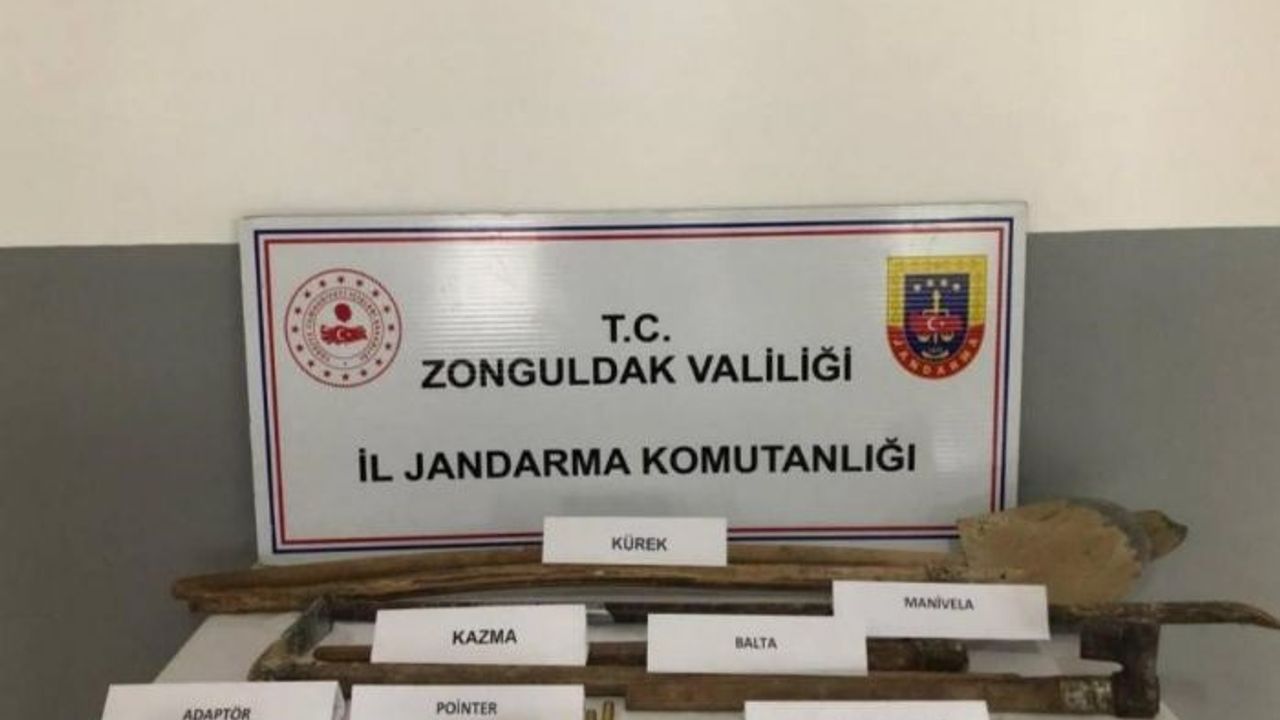 T.C.
ZONGULDAK VALİLİĞİ
İL JANDARMA KOMUTANLIĞI
JANDARMA
KÜREK
MANİVELA
KAZMA
BALTA
ADAPTÖR
POİNTER